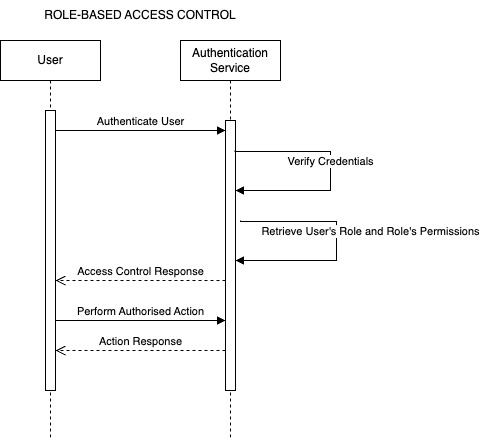 ROLE-BASED ACCESS CONTROL
User
Authentication
Service
Authenticate User
Verify Credentials
Retrieve User's Role and Role's Permissions
Access Control Response
Perform Authorised Action
Action Response